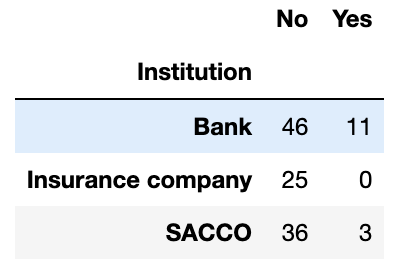 No Yes
Institution
Bank 46 11
Insurance company 25 0
SACCO 36 3